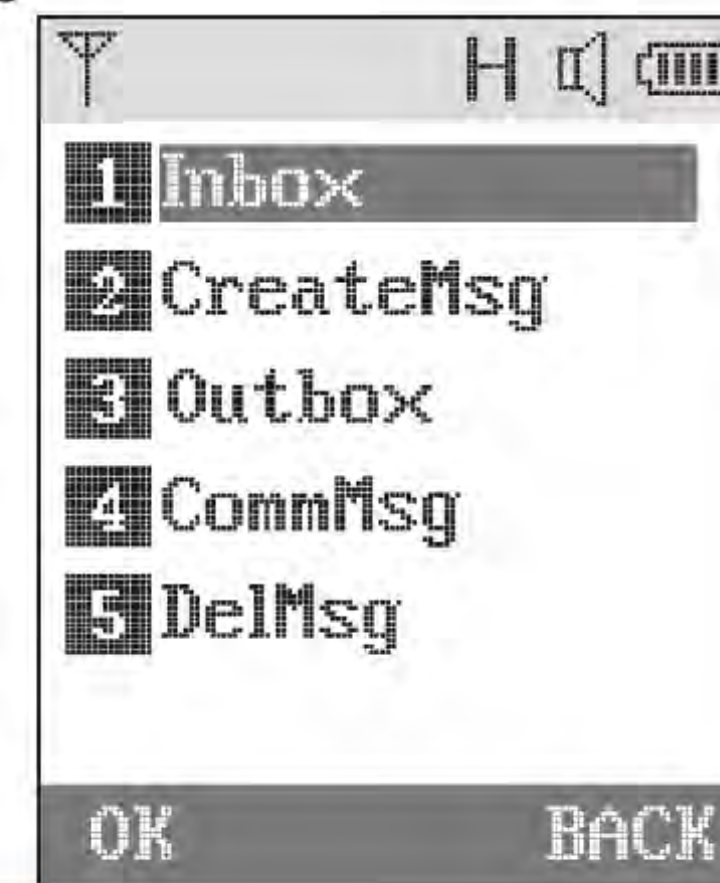 H
1 Inbox
2 CreateMsg
3 Outbox
4 CommMsg
5 DelMsg
OK BACK